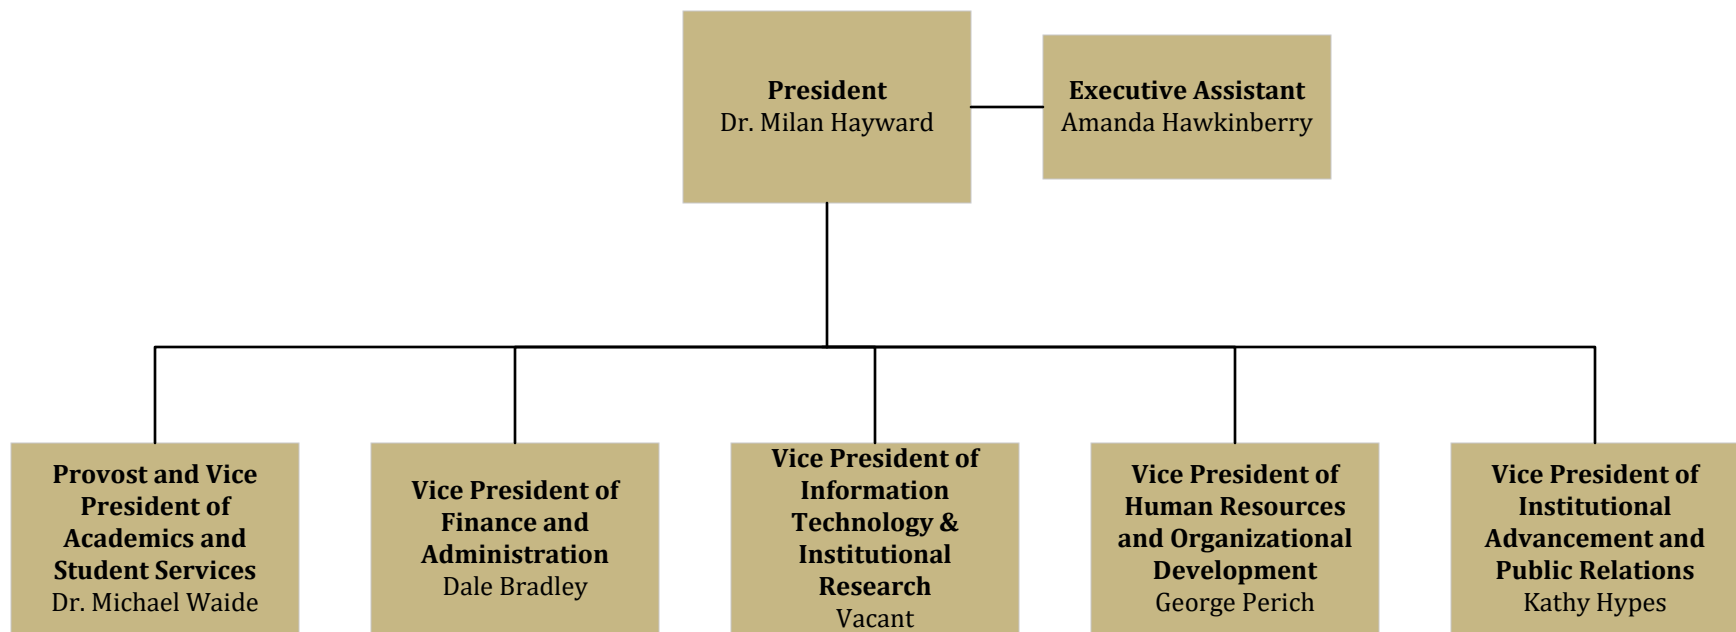 President
Dr. Milan Hayward
Executive Assistant
Amanda Hawkinberry
Provost and Vice
President of
Academics and
Student Services
Dr. Michael Waide
Vice President of
Finance and
Administration
Dale Bradley
Vice President of
Information
Technology &
Institutional
Research
Vacant
Vice President of
Human Resources
and Organizational
Development
George Perich
Vice President of
Institutional
Advancement and
Public Relations
Kathy Hypes